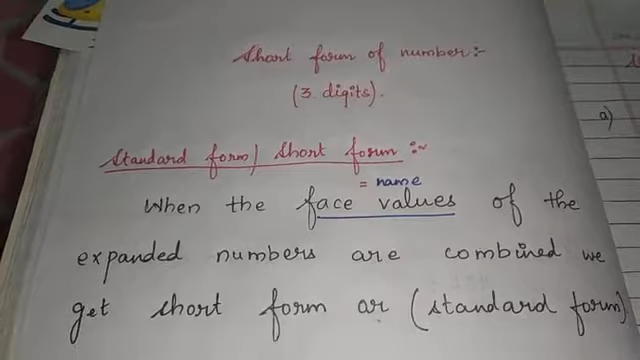 Short form of number:-
(3 digits).
Standard form/ Short form :~
= name
When the face values of the
expanded numbers are combined we
get short form or (standard form)
a)